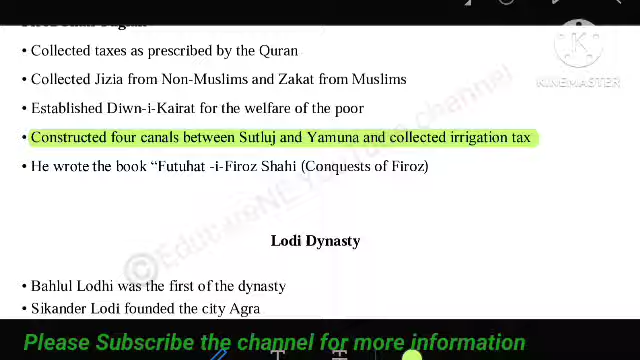 • Collected taxes as prescribed by the Quran
• Collected Jizia from Non-Muslims and Zakat from Muslims
• Established Diwn-i-Kairat for the welfare of the poor
• Constructed four canals between Sutluj and Yamuna and collected irrigation tax
• He wrote the book “Futuhat -i-Firoz Shahi (Conquests of Firoz)
Lodi Dynasty
• Bahlul Lodhi was the first of the dynasty
• Sikander Lodi founded the city Agra
Please Subscribe the channel for more information
K
KINEMASTER